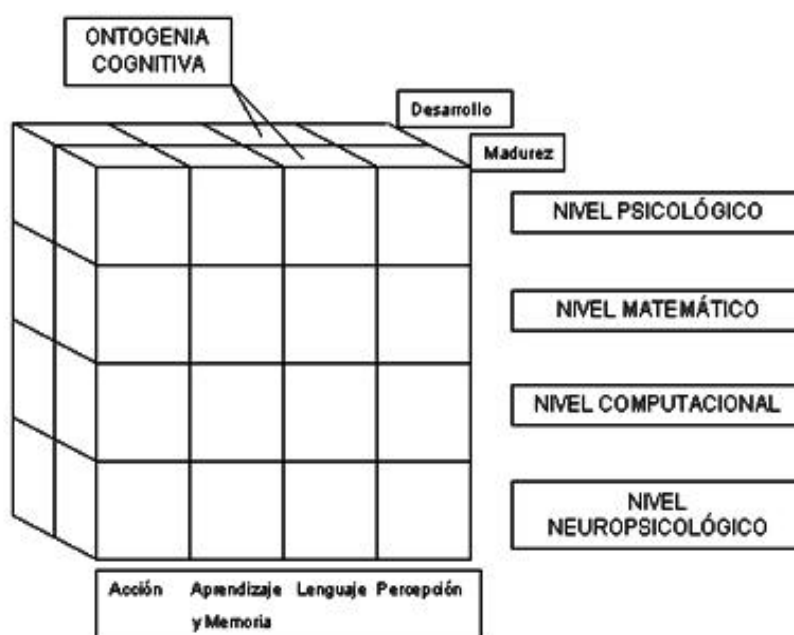 ONTOGENIA
COGNITIVA
Desarrollo
Madurez
NIVEL PSICOLÓGICO
NIVEL MATEMÁTICO
NIVEL COMPUTACIONAL
NIVEL
NEUROPSICOLÓGICO
Acción Aprendizaje Lenguaje Percepción
y Memoria